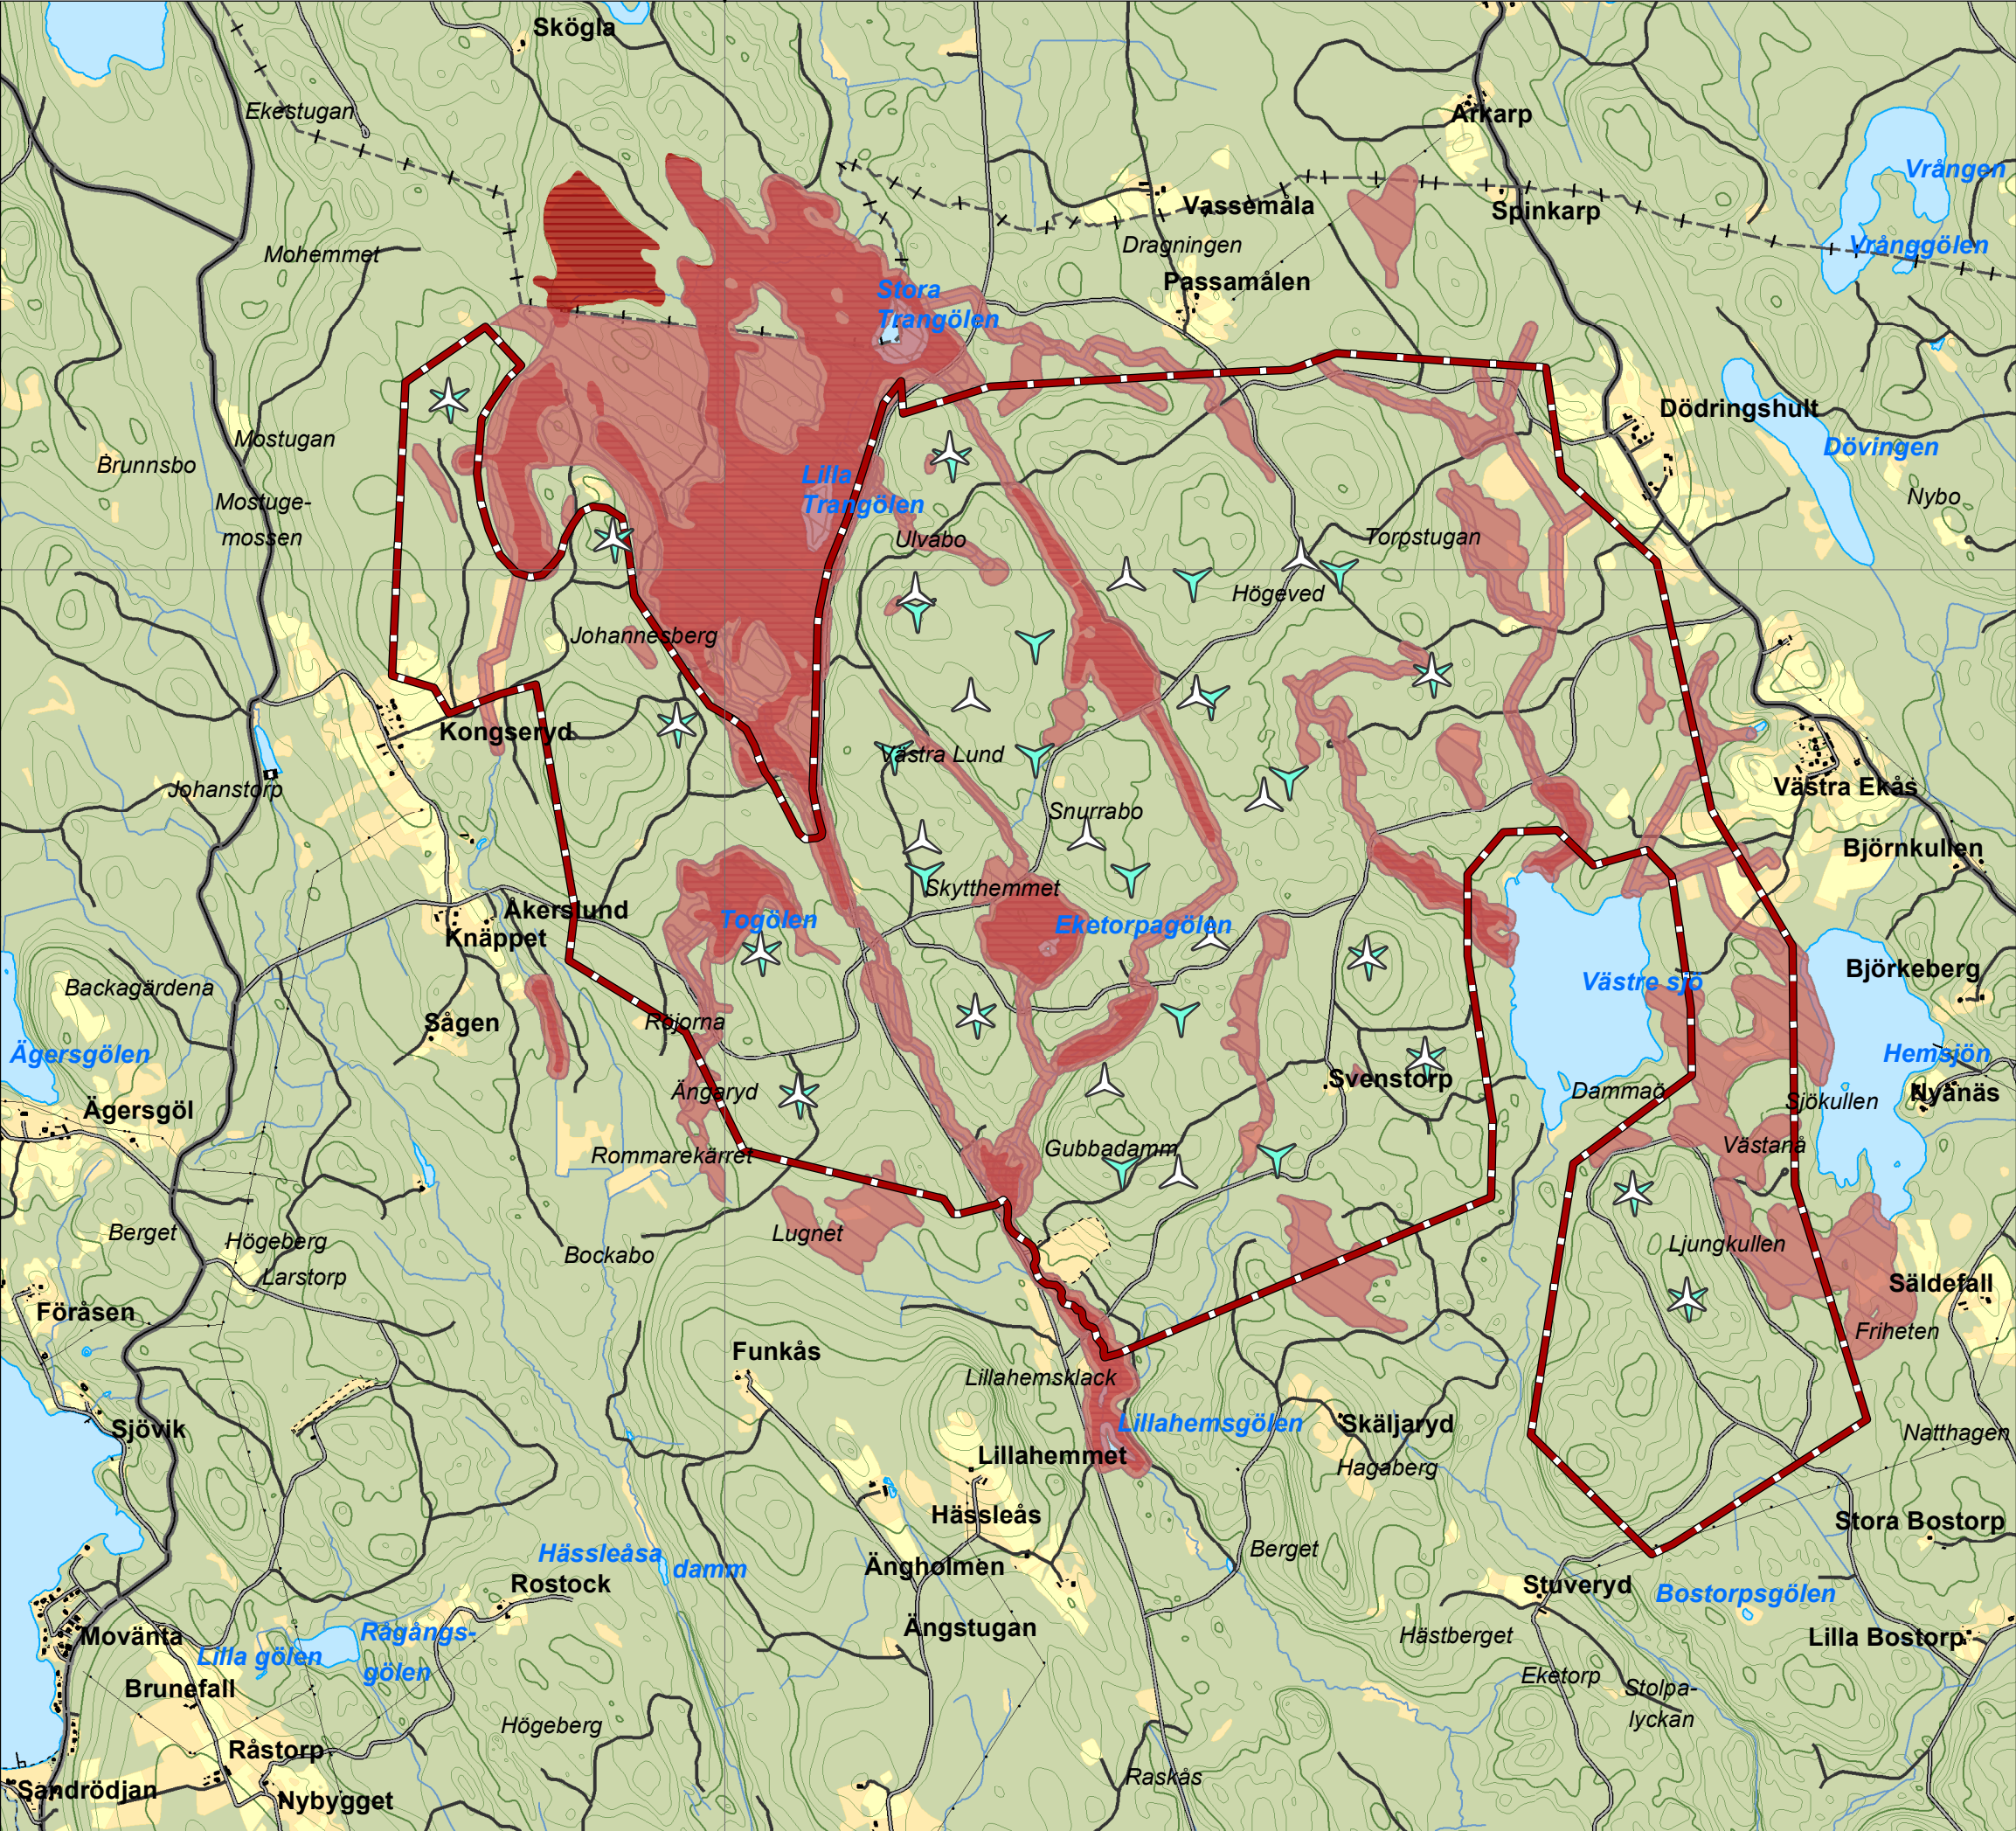 Skögla
Ekestugan
Arkarp
Vrången
Vassemåla
Spinkarp
Mohemmet
Dragningen
Vrånggölen
Passamålen
Stora
Trangölen
Dödringshult
Mostugan
Dövingen
Brunnsbo
Lilla
Trangölen
Nybo
Mostuge-
mossen
Ulvabo
Torpstugan
Högeved
Johannesberg
Kongseryd
Västra Lund
Johanstorp
Västra Ekås
Snurrabo
Björnkullen
Skytthemmet
Åkerslund
Togölen
Eketorpagölen
Knäppet
Björkeberg
Västre sjö
Backagärdena
Sågen
Röjorna
Ägersgölen
Hemsjön
Svenstorp
Ängaryd
Dammaö
Nyanäs
Sjökullen
Ägersgöl
Gubbadamm
Västanå
Rommarekärret
Berget
Högeberg
Lugnet
Bockabo
Ljungkullen
Larstorp
Säldefall
Föråsen
Friheten
Funkås
Lillahemsklack
Sjövik
Lillahemsgölen
Skäljaryd
Natthagen
Lillahemmet
Hagaberg
Hässleås
Stora Bostorp
Hässleåsa
damm
Berget
Ängholmen
Rostock
Stuveryd
Bostorpsgölen
Ängstugan
Movänta
Rågångs-
gölen
Hästberget
Lilla Bostorp
Lilla gölen
Brunefall
Eketorp
Stolpa-
lyckan
Högeberg
Råstorp
Raskås
Sandrödjan
Nybygget